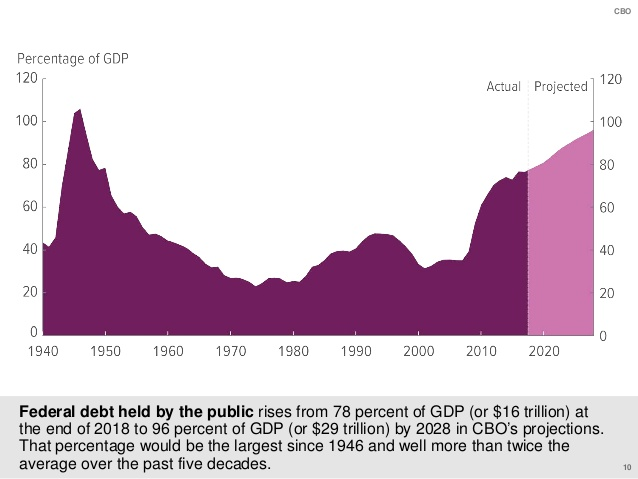 CBO
Percentage of GDP
120
100
80
60
40
20
0
Actual
Projected
120
100
80
60
40
20
0
1940 1950 1960 1970 1980 1990 2000 2010 2020
Federal debt held by the public rises from 78 percent of GDP (or $16 trillion) at
the end of 2018 to 96 percent of GDP (or $29 trillion) by 2028 in CBO’s projections.
That percentage would be the largest since 1946 and well more than twice the
average over the past five decades.
10